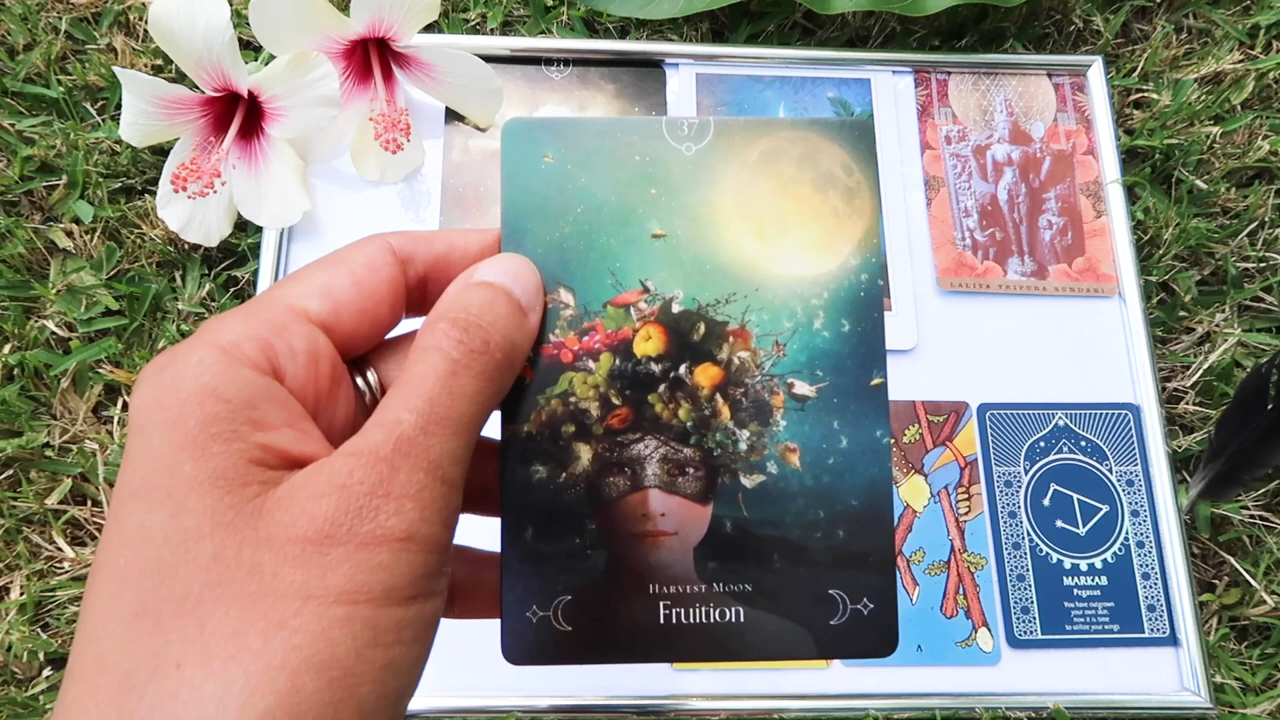 23
37
LALITA TRIPURA SUNDARI
HARVEST MOON
Fruition
V
MARKAB
Pegasus
You have outgrown
your own skin,
now it is time
to utilize your wings.